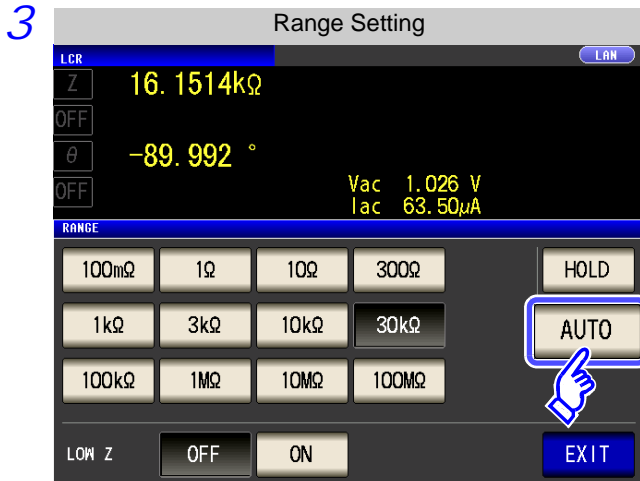 3
Range Setting
LCR LAN
Z 16.1514kΩ
OFF
θ -89.992 °
OFF
Vac 1.026 V
Iac 63.50μA
RANGE
100mΩ 1Ω 10Ω 300Ω HOLD
1kΩ 3kΩ 10kΩ 30kΩ AUTO
100kΩ 1MΩ 10MΩ 100MΩ
LOW Z OFF ON EXIT